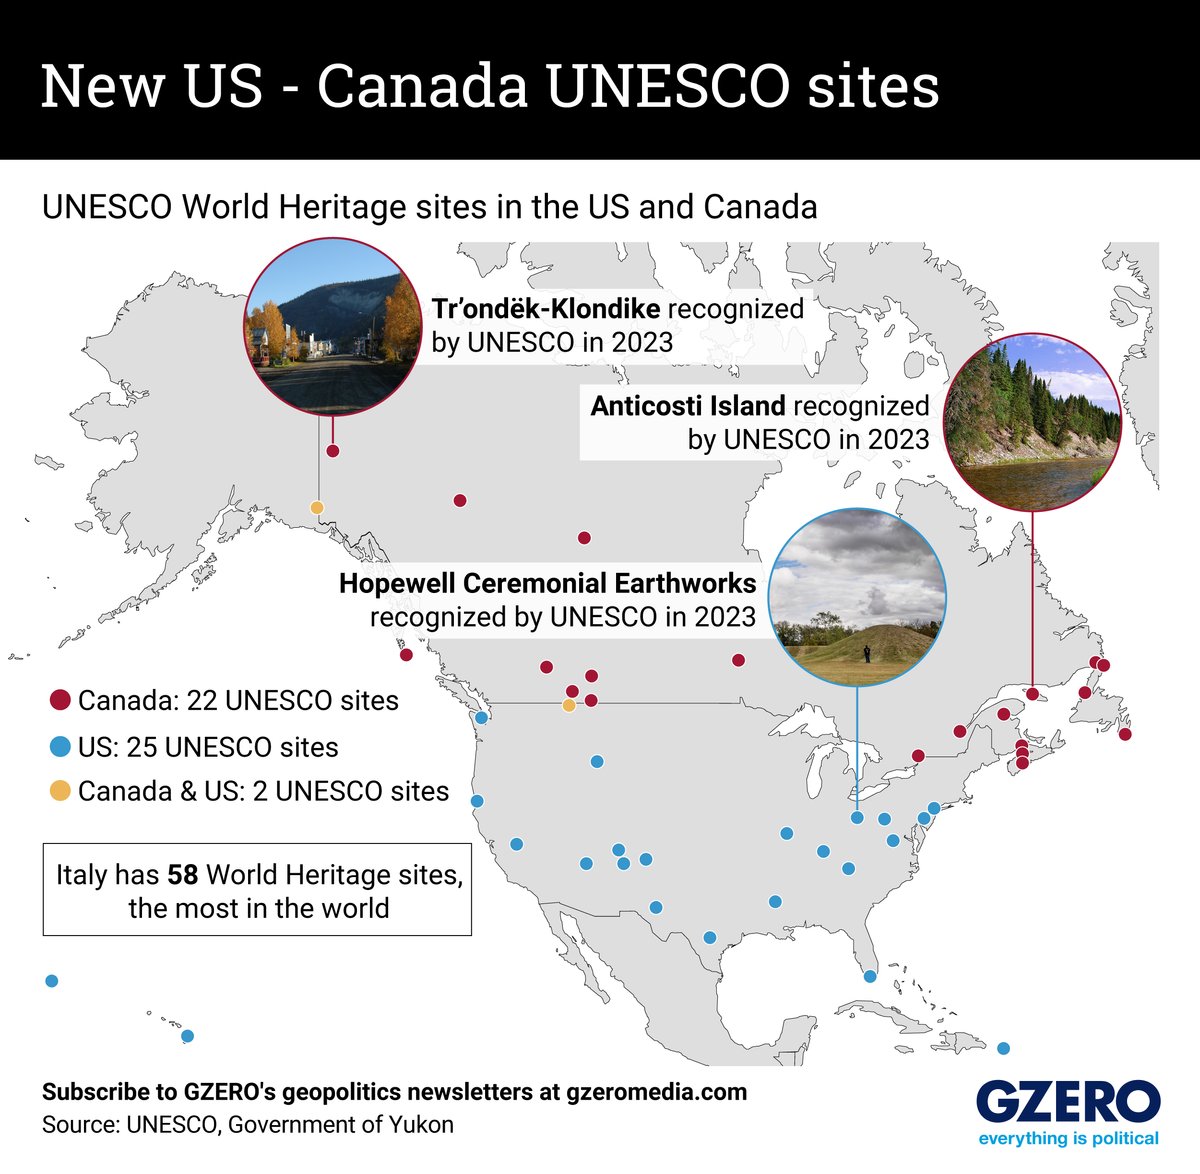 New US - Canada UNESCO sites
UNESCO World Heritage sites in the US and Canada
Tr’ondëk-Klondike recognized
by UNESCO in 2023
Anticosti Island recognized
by UNESCO in 2023
Hopewell Ceremonial Earthworks
recognized by UNESCO in 2023
Canada: 22 UNESCO sites
US: 25 UNESCO sites
Canada & US: 2 UNESCO sites
Italy has 58 World Heritage sites,
the most in the world
Subscribe to GZERO's geopolitics newsletters at gzeromedia.com
Source: UNESCO, Government of Yukon
GZERO
everything is political